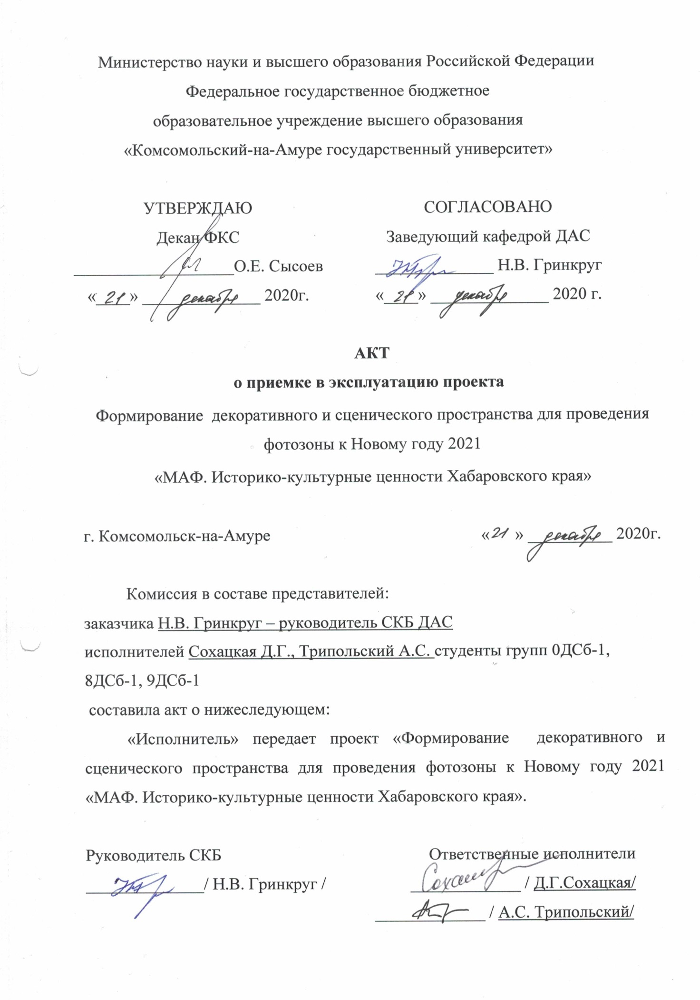 Министерство науки и высшего образования Российской Федерации
Федеральное государственное бюджетное
образовательное учреждение высшего образования
«Комсомольский-на-Амуре государственный университет»
УТВЕРЖДАЮ
Декан ФКС
О.Е. Сысоев
«21» декабря 2020г.
СОГЛАСОВАНО
Заведующий кафедрой ДАС
Н.В. Гринкруг
«21» декабря 2020 г.
АКТ
о приемке в эксплуатацию проекта
Формирование декоративного и сценического пространства для проведения
фотозоны к Новому году 2021
«МАФ. Историко-культурные ценности Хабаровского края»
г. Комсомольск-на-Амуре «21 » декабря 2020г.
Комиссия в составе представителей:
заказчика Н.В. Гринкруг – руководитель СКБ ДАС
исполнителей Сохацкая Д.Г., Трипольский А.С. студенты групп 0ДСб-1,
8ДСб-1, 9ДСб-1
составила акт о нижеследующем:
«Исполнитель» передает проект «Формирование декоративного и
сценического пространства для проведения фотозоны к Новому году 2021
«МАФ. Историко-культурные ценности Хабаровского края».
Руководитель СКБ
/ Н.В. Гринкруг /
Ответственные исполнители
/ Д.Г.Сохацкая/
/ А.С. Трипольский/